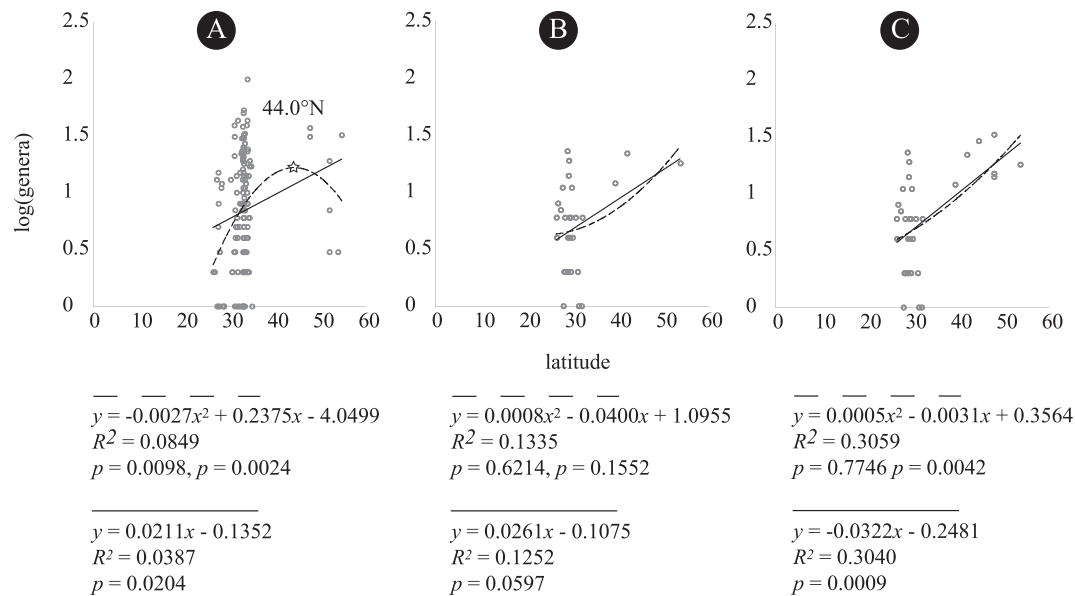 A
B
C
2.5
2
1.5
1
0.5
0
2.5
2
1.5
1
0.5
0
2.5
2
1.5
1
0.5
0
44.0°N
log(genera)
0 10 20 30 40 50 60
0 10 20 30 40 50 60
0 10 20 30 40 50 60
latitude
y = -0.0027x² + 0.2375x - 4.0499
R² = 0.0849
p = 0.0098, p = 0.0024
y = 0.0211x - 0.1352
R² = 0.0387
p = 0.0204
y = 0.0008x² - 0.0400x + 1.0955
R² = 0.1335
p = 0.6214, p = 0.1552
y = 0.0261x - 0.1075
R² = 0.1252
p = 0.0597
y = 0.0005x² - 0.0031x + 0.3564
R² = 0.3059
p = 0.7746 p = 0.0042
y = -0.0322x - 0.2481
R² = 0.3040
p = 0.0009